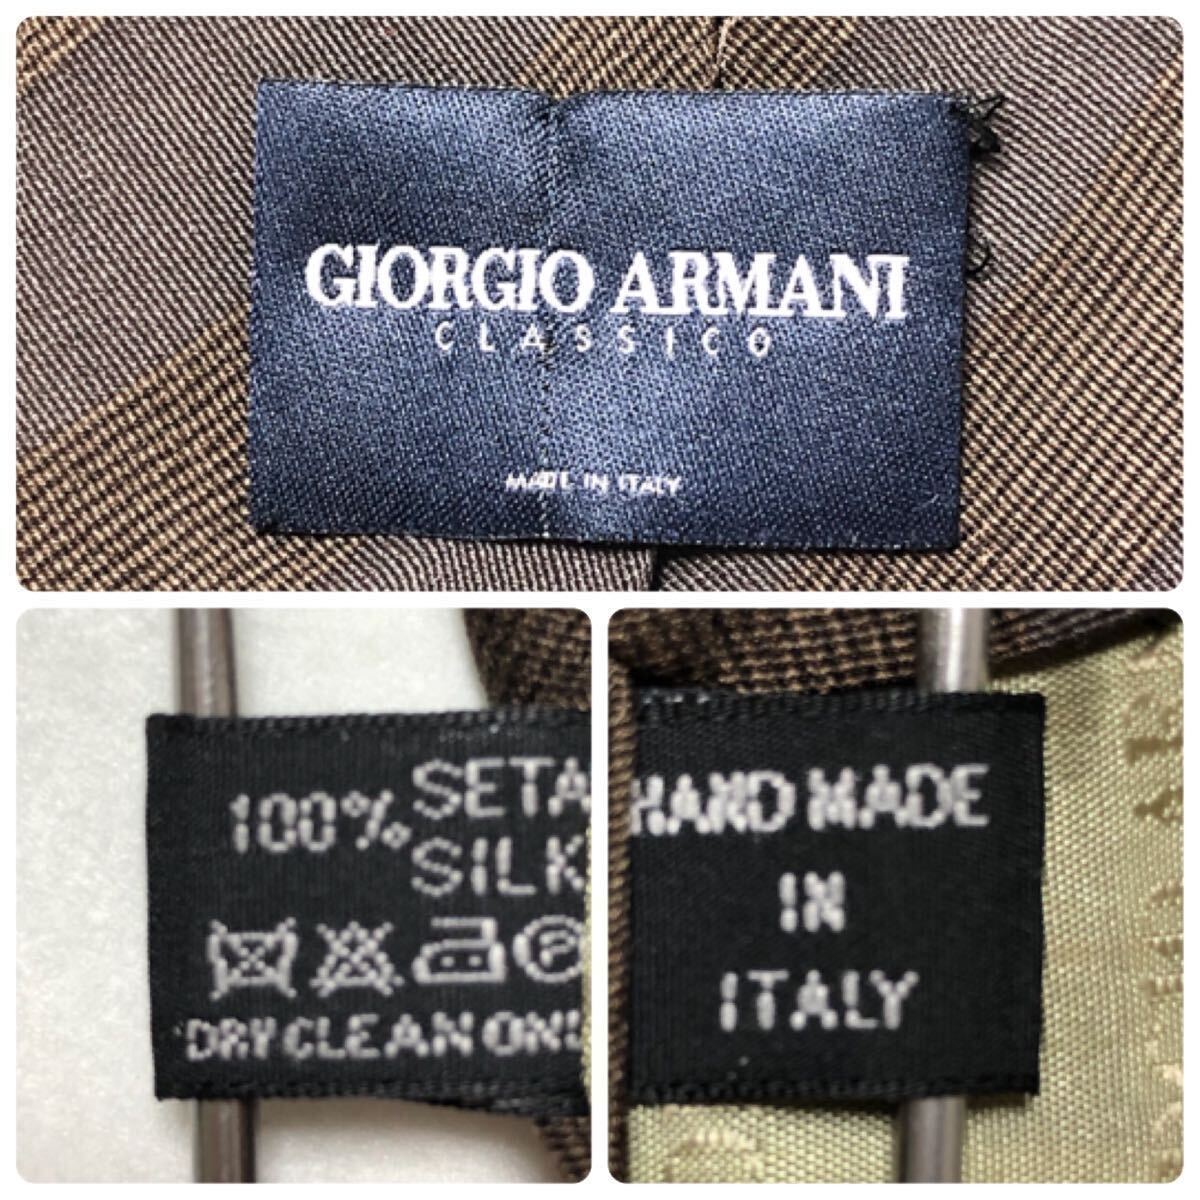 GIORGIO ARMANI
CLASSICO
MADE IN ITALY
100% SETA
SILK
P
DRY CLEAN ONL
HAND MADE
IN
ITALY